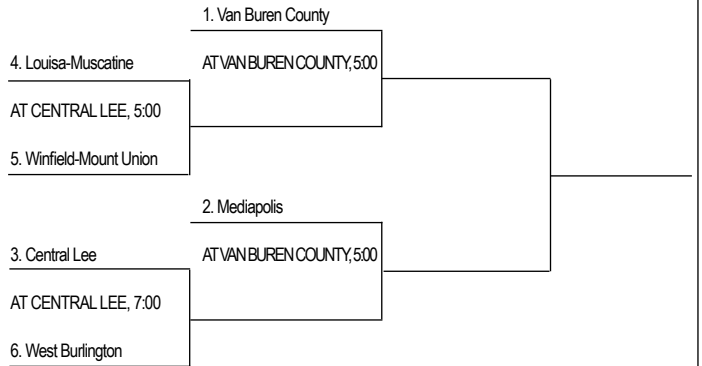 1. Van Buren County
4. Louisa-Muscatine
AT VAN BUREN COUNTY, 5:00
AT CENTRAL LEE, 5:00
5. Winfield-Mount Union
2. Mediapolis
3. Central Lee
AT VAN BUREN COUNTY, 5:00
AT CENTRAL LEE, 7:00
6. West Burlington